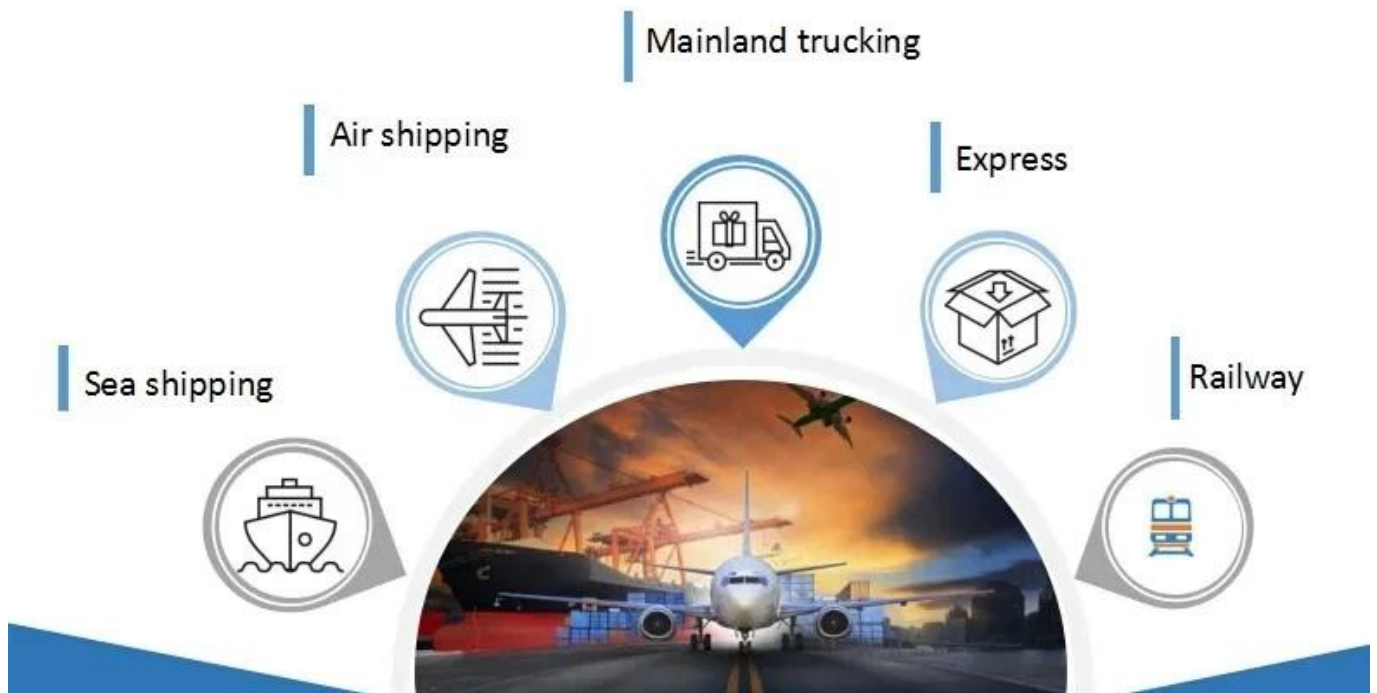 Mainland trucking
Air shipping
Express
Sea shipping
Railway